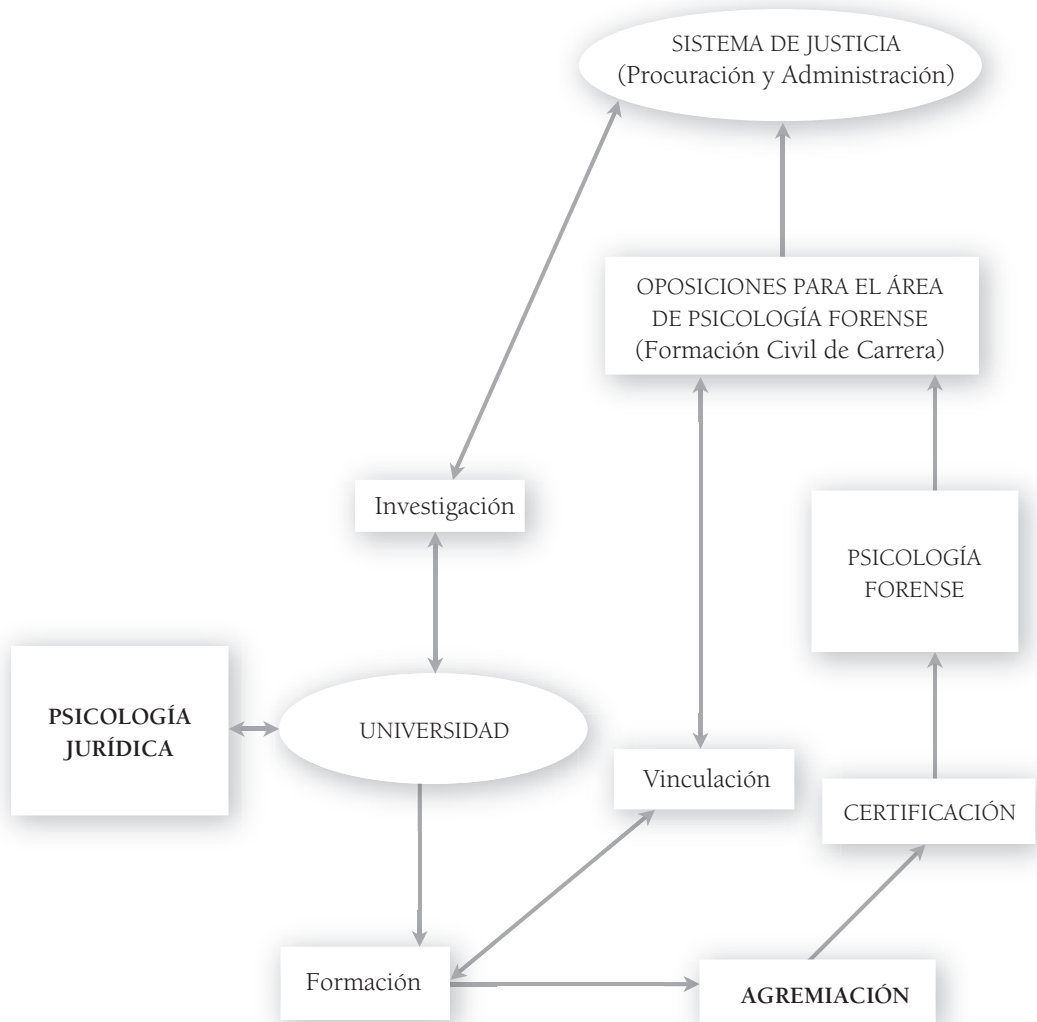 SISTEMA DE JUSTICIA
(Procuración y Administración)
OPOSICIONES PARA EL ÁREA
DE PSICOLOGÍA FORENSE
(Formación Civil de Carrera)
Investigación
PSICOLOGÍA
FORENSE
PSICOLOGÍA
JURÍDICA
UNIVERSIDAD
Vinculación
CERTIFICACIÓN
Formación
AGREMIACIÓN